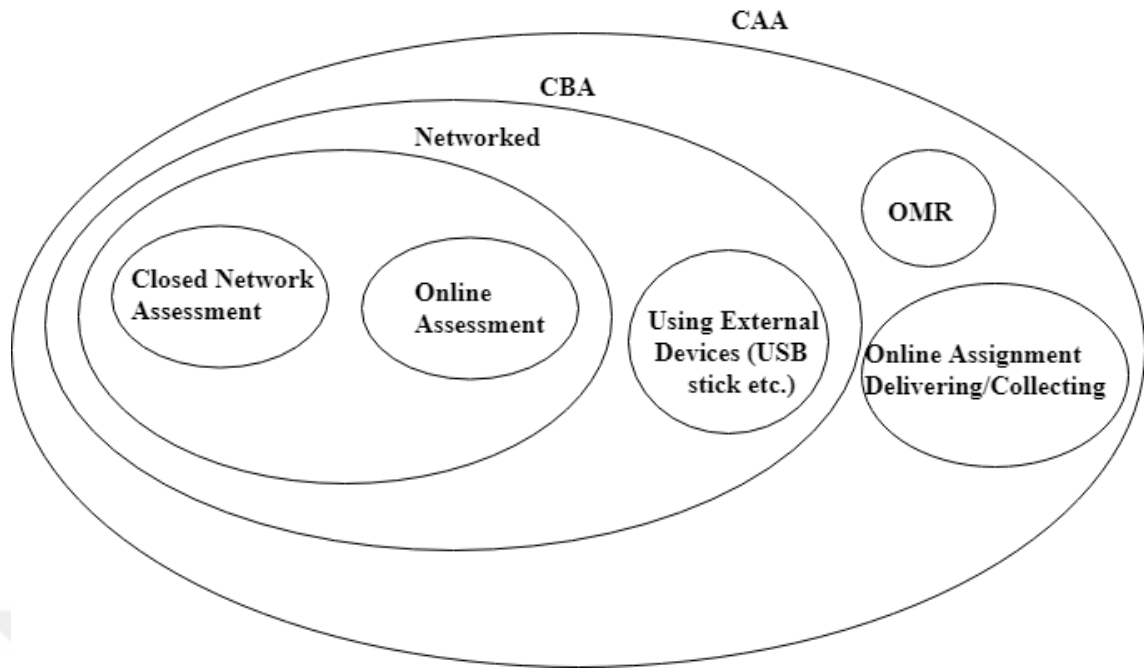 CAA
CBA
Networked
OMR
Closed Network
Assessment
Online
Assessment
Using External
Devices (USB
stick etc.)
Online Assignment
Delivering/Collecting